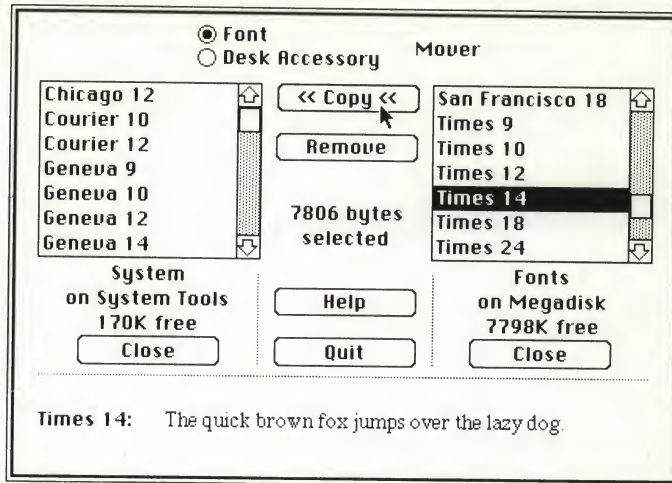 Font
Desk Accessory
Mover
Chicago 12
Courier 10
Courier 12
Geneva 9
Geneva 10
Geneva 12
Geneva 14
System
on System Tools
170K free
Close
<< Copy <<
Remove
7806 bytes
selected
Help
Quit
San Francisco 18
Times 9
Times 10
Times 12
Times 14
Times 18
Times 24
Fonts
on Megadisk
7798K free
Close
Times 14: The quick brown fox jumps over the lazy dog.